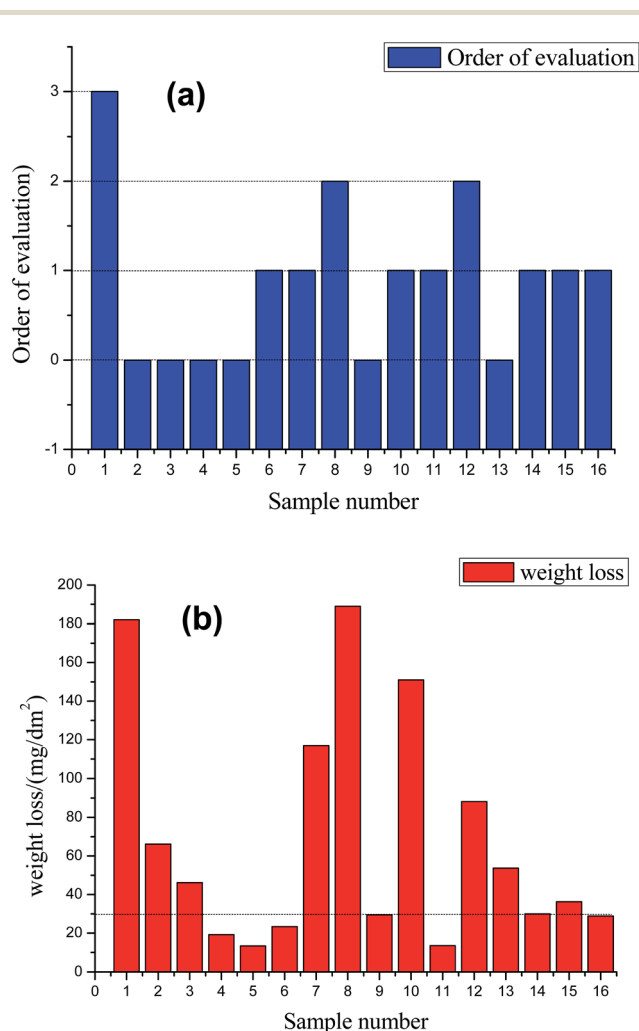 Order of evaluation
(a)
3
2
1
0
-1
Order of evaluation)
0 1 2 3 4 5 6 7 8 9 10 11 12 13 14 15 16
Sample number
weight loss
(b)
200
180
160
140
120
100
80
60
40
20
0
weight loss/(mg/dm²)
0 1 2 3 4 5 6 7 8 9 10 11 12 13 14 15 16
Sample number